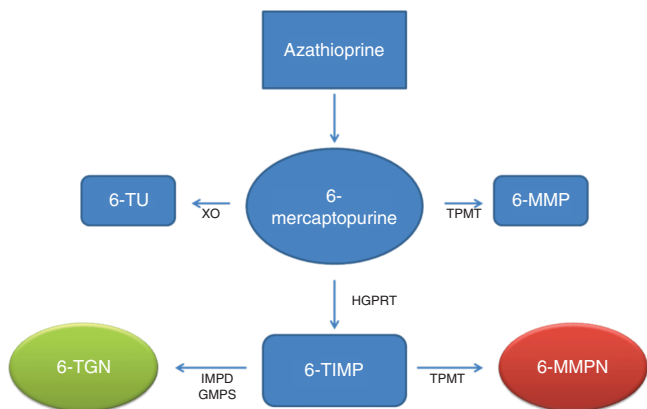 Azathioprine
6-TU
XO
6-
mercaptopurine
TPMT
6-MMP
HGPRT
6-TGN
IMPD
GMPS
6-TIMP
TPMT
6-MMPN